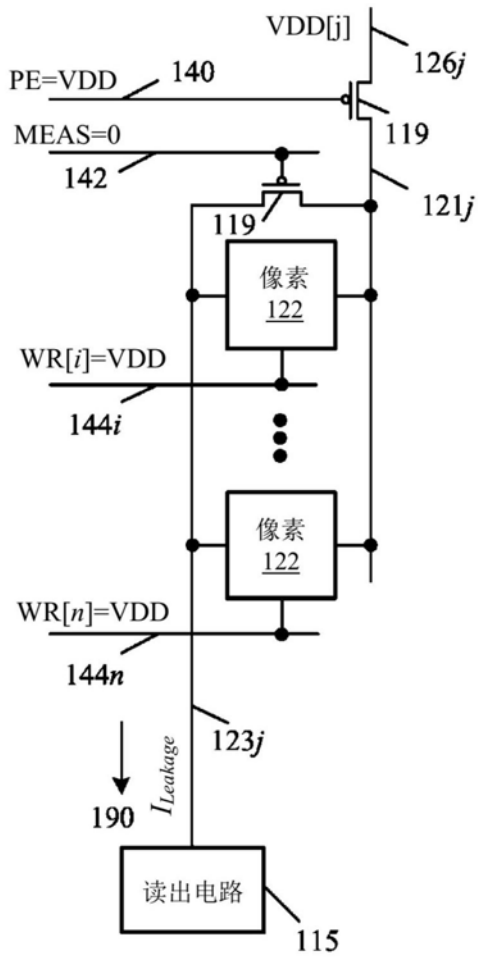 VDD[j]
126j
PE=VDD
140
119
MEAS=0
142
119
121j
像素
122
WR[i]=VDD
144i
像素
122
WR[n]=VDD
144n
123j
190
I Leakage
读出电路
115